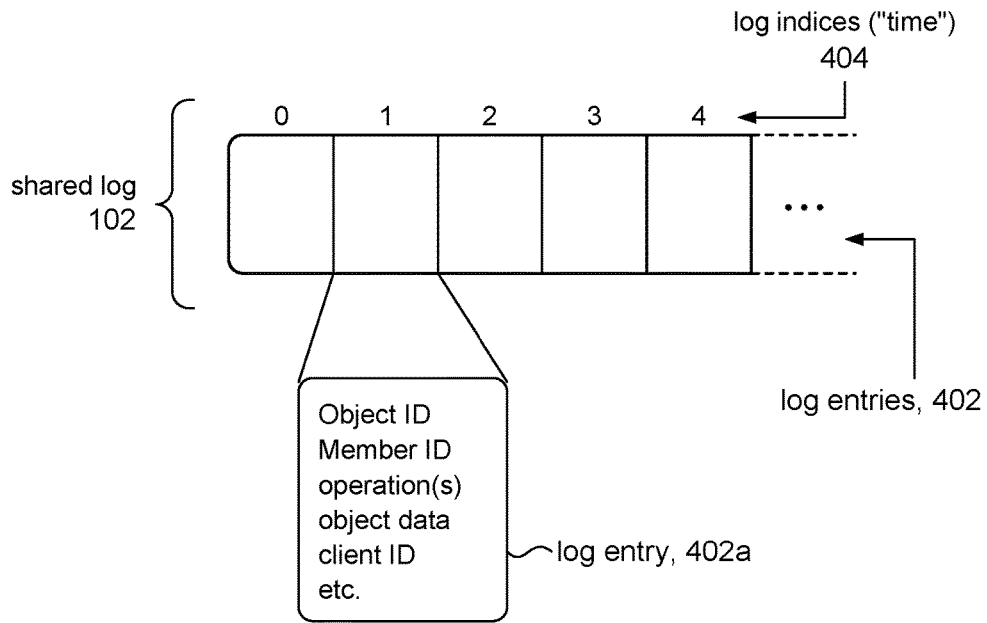 log indices ("time")
404
0 1 2 3 4
shared log
102
...
log entries, 402
Object ID
Member ID
operation(s)
object data
client ID
etc.
log entry, 402a